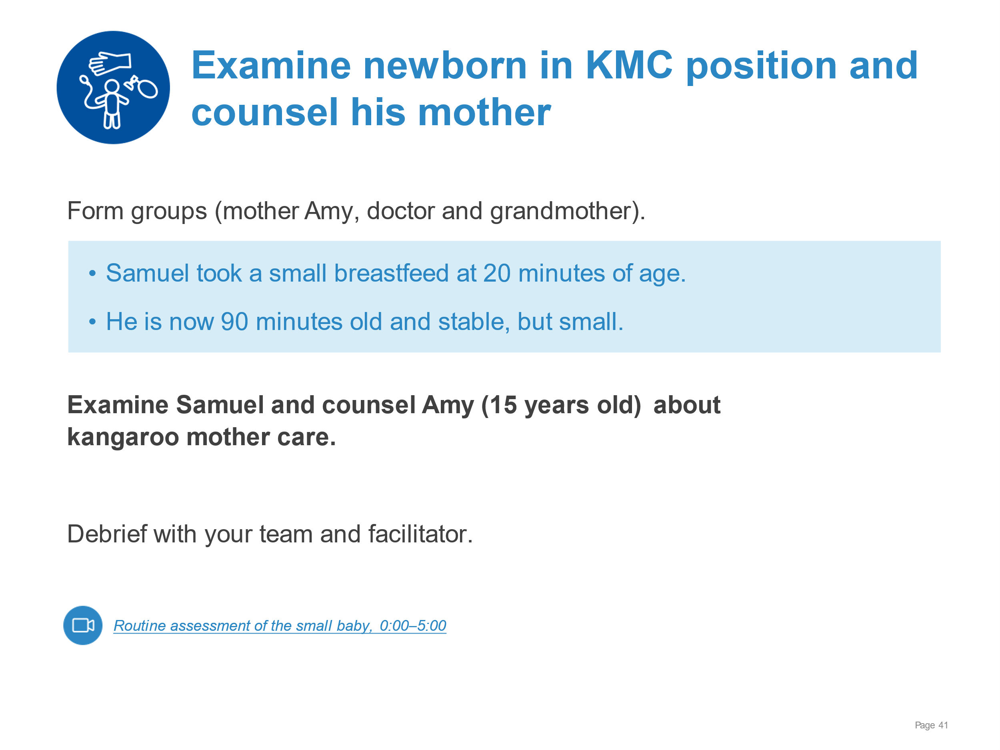 Examine newborn in KMC position and
counsel his mother
Form groups (mother Amy, doctor and grandmother).
• Samuel took a small breastfeed at 20 minutes of age.
• He is now 90 minutes old and stable, but small.
Examine Samuel and counsel Amy (15 years old) about
kangaroo mother care.
Debrief with your team and facilitator.
Routine assessment of the small baby, 0:00–5:00
Page 41